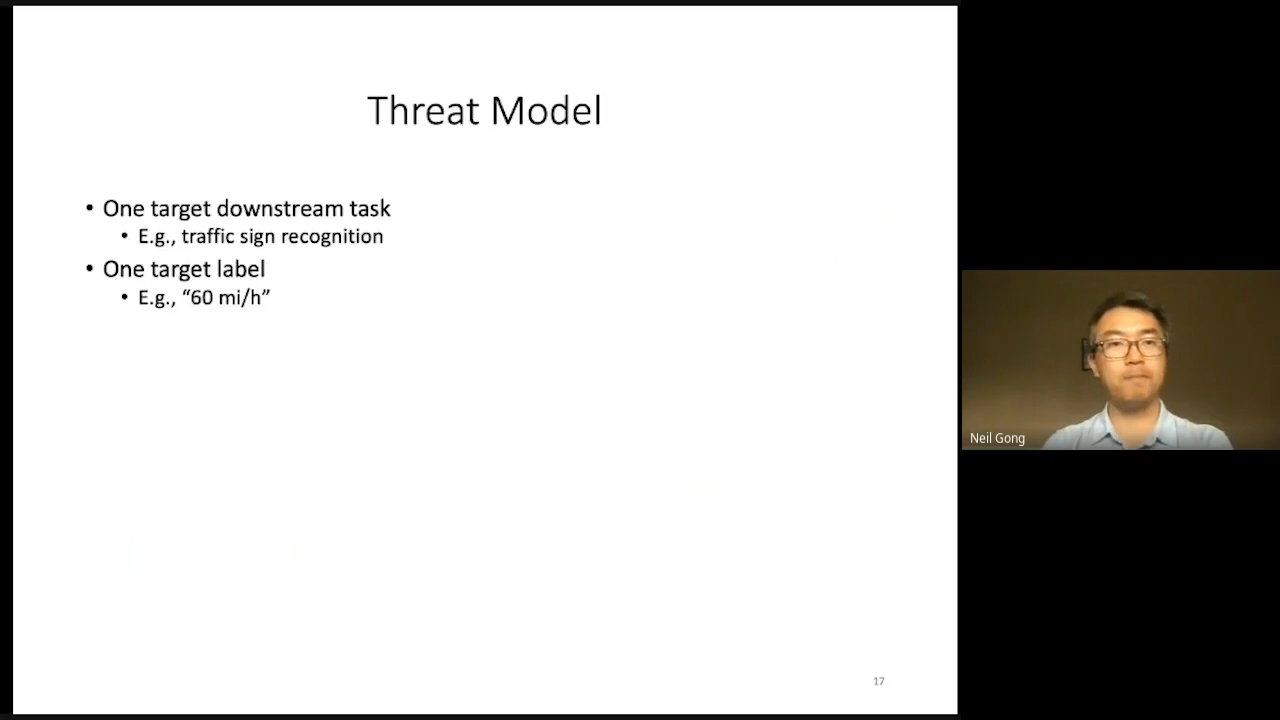 Threat Model
• One target downstream task
• E.g., traffic sign recognition
• One target label
• E.g., “60 mi/h”
Neil Gong
17